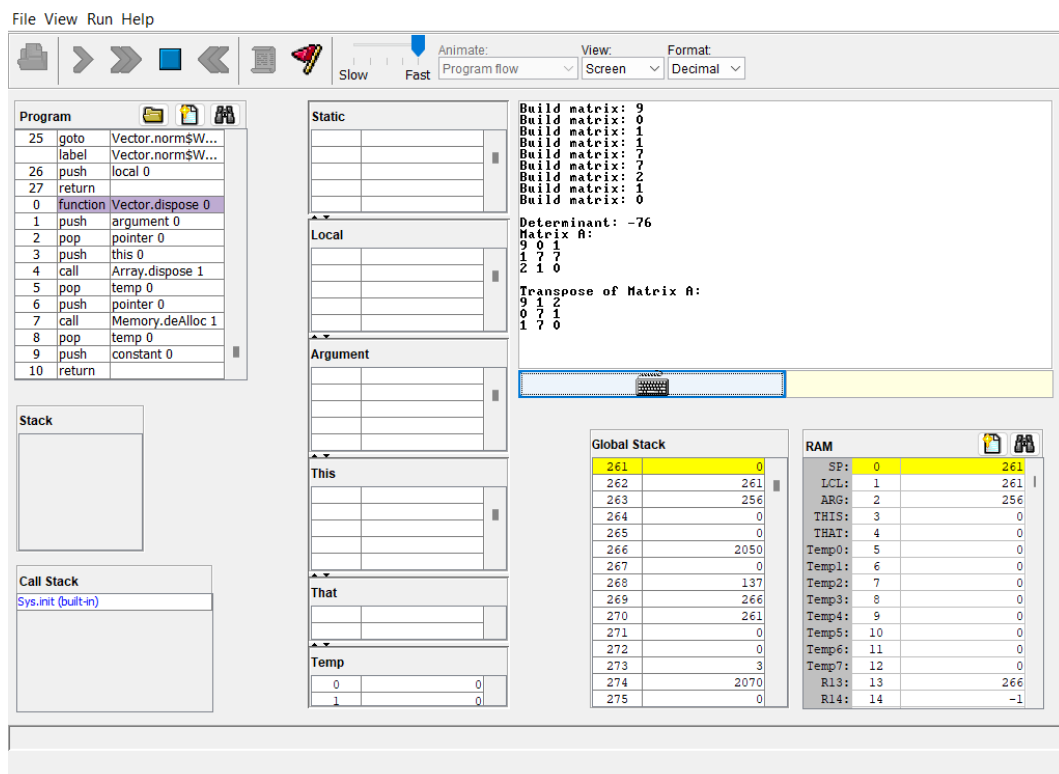 File View Run Help
Slow Fast
Animate:
Program flow
View:
Screen
Format:
Decimal
Program
25 goto Vector.norm$W...
label Vector.norm$W...
26 push local 0
27 return
0 function Vector.dispose 0
1 push argument 0
2 pop pointer 0
3 push this 0
4 call Array.dispose 1
5 pop temp 0
6 push pointer 0
7 call Memory.deAlloc 1
8 pop temp 0
9 push constant 0
10 return
Stack
Call Stack
Sys.init (built-in)
Static
Local
Argument
This
That
Temp
0 0
1 0
Build matrix: 9
Build matrix: 0
Build matrix: 1
Build matrix: 1
Build matrix: 7
Build matrix: 7
Build matrix: 2
Build matrix: 1
Build matrix: 0
Determinant: -76
Matrix A:
9 0 1
1 7 7
2 1 0
Transpose of Matrix A:
9 1 2
0 7 1
1 7 0
Global Stack
261 0
262 261
263 256
264 0
265 0
266 2050
267 0
268 137
269 266
270 261
271 0
272 0
273 3
274 2070
275 0
RAM
SP: 0 261
LCL: 1 261
ARG: 2 256
THIS: 3 0
THAT: 4 0
Temp0: 5 0
Temp1: 6 0
Temp2: 7 0
Temp3: 8 0
Temp4: 9 0
Temp5: 10 0
Temp6: 11 0
Temp7: 12 0
R13: 13 266
R14: 14 -1